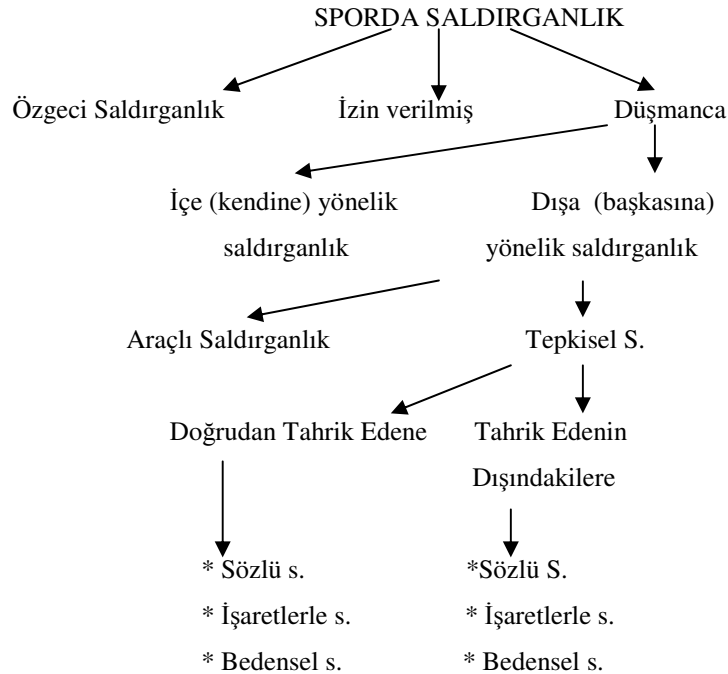 SPORDA SALDIRGANLIK
Özgeci Saldırganlık İzin verilmiş Düşmanca
İçe (kendine) yönelik Dışa (başkasına)
saldırganlık yönelik saldırganlık
Araçlı Saldırganlık Tepkisel S.
Doğrudan Tahrik Edene Tahrik Edenin
Dışındakilere
* Sözlü s. *Sözlü S.
* İşaretlerle s. * İşaretlerle s.
* Bedensel s. * Bedensel s.